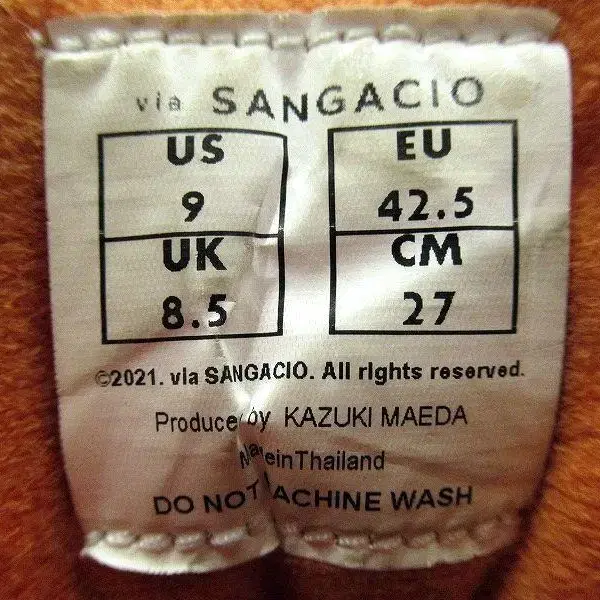 via SANGACIO
US EU
9 42.5
UK CM
8.5 27
©2021. via SANGACIO. All rights reserved.
Produce by KAZUKI MAEDA
Ma einThailand
DO NOT ACHINE WASH